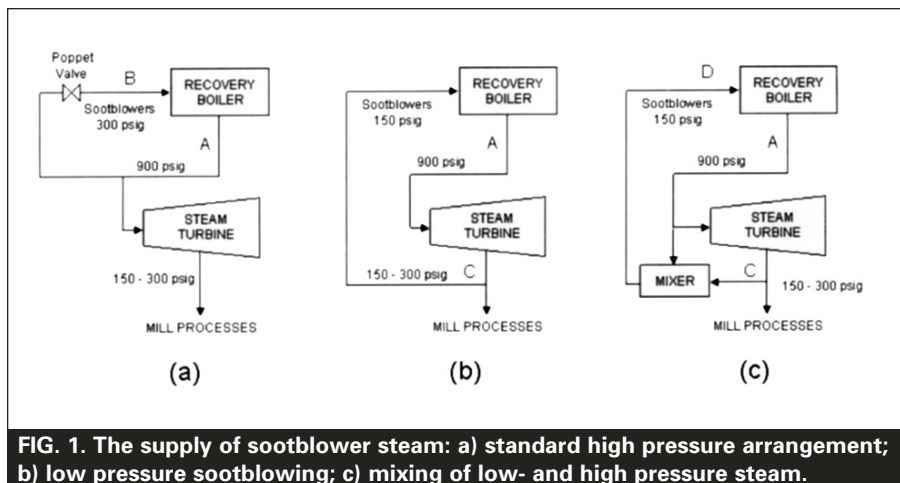 Poppet
Valve
B
Sootblowers
300 psig
RECOVERY
BOILER
A
900 psig
STEAM
TURBINE
150 - 300 psig
MILL PROCESSES
(a)
Sootblowers
150 psig
RECOVERY
BOILER
A
900 psig
STEAM
TURBINE
150 - 300 psig
C
MILL PROCESSES
(b)
D
Sootblowers
150 psig
RECOVERY
BOILER
A
900 psig
STEAM
TURBINE
MIXER
C
150 - 300 psig
MILL PROCESSES
(c)
FIG. 1. The supply of sootblower steam: a) standard high pressure arrangement;
b) low pressure sootblowing; c) mixing of low- and high pressure steam.